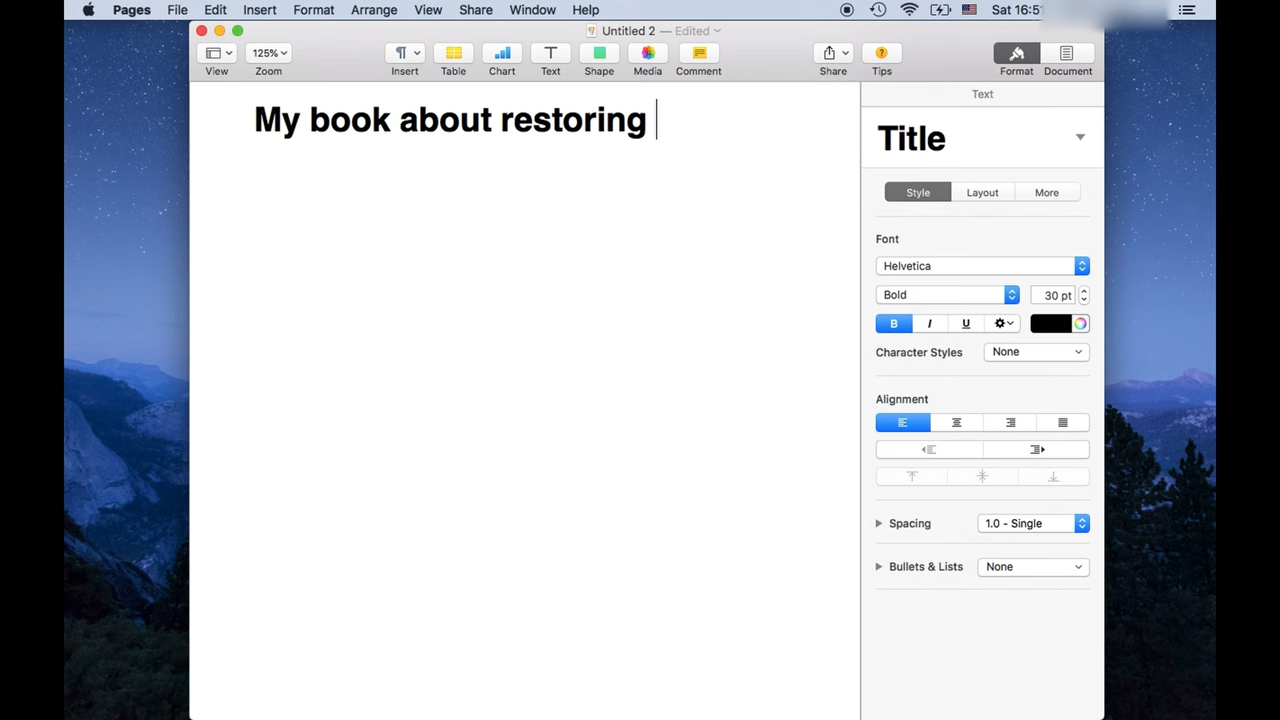 Pages File Edit Insert Format Arrange View Share Window Help Sat 16:51
Untitled 2 — Edited
125%
View Zoom Insert Table Chart Text Shape Media Comment Share Tips Format Document
Text
My book about restoring
Title
Style Layout More
Font
Helvetica
Bold 30 pt
B I U
Character Styles None
Alignment
Spacing 1.0 - Single
Bullets & Lists None